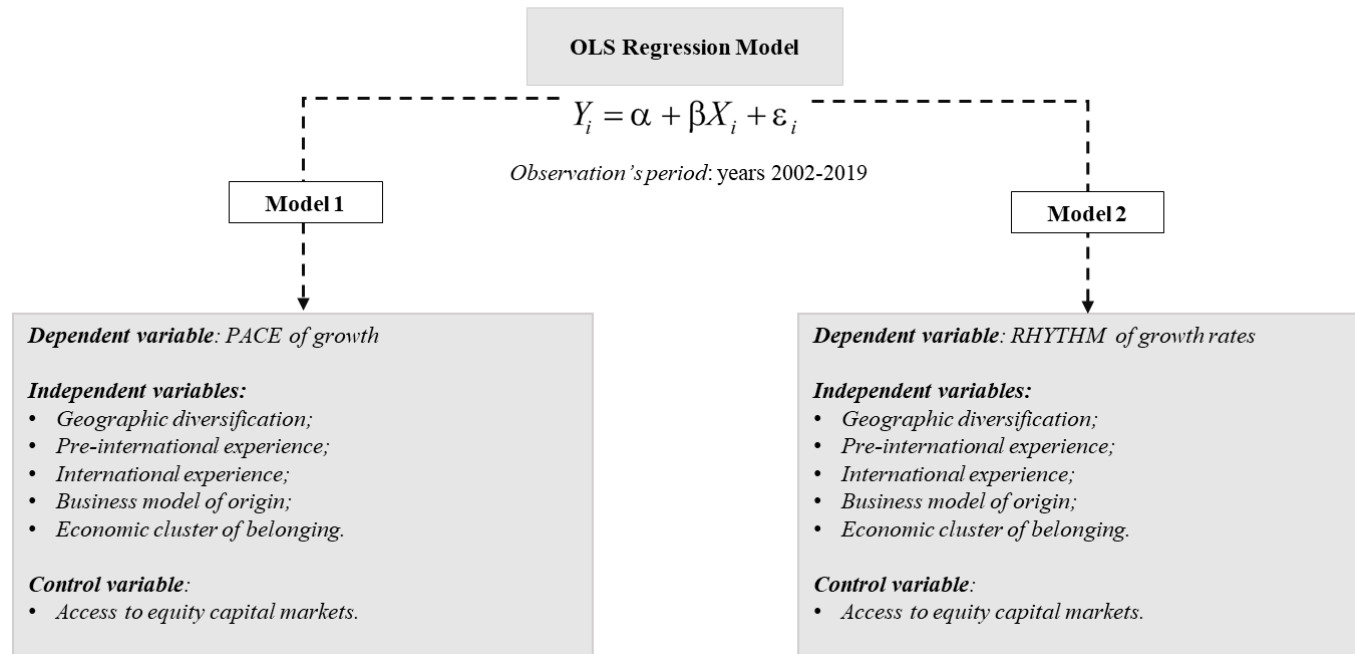 OLS Regression Model
Yᵢ = α + βXᵢ + εᵢ
Observation’s period: years 2002-2019
Model 1
Model 2
Dependent variable: PACE of growth
Independent variables:
• Geographic diversification;
• Pre-international experience;
• International experience;
• Business model of origin;
• Economic cluster of belonging.
Control variable:
• Access to equity capital markets.
Dependent variable: RHYTHM of growth rates
Independent variables:
• Geographic diversification;
• Pre-international experience;
• International experience;
• Business model of origin;
• Economic cluster of belonging.
Control variable:
• Access to equity capital markets.